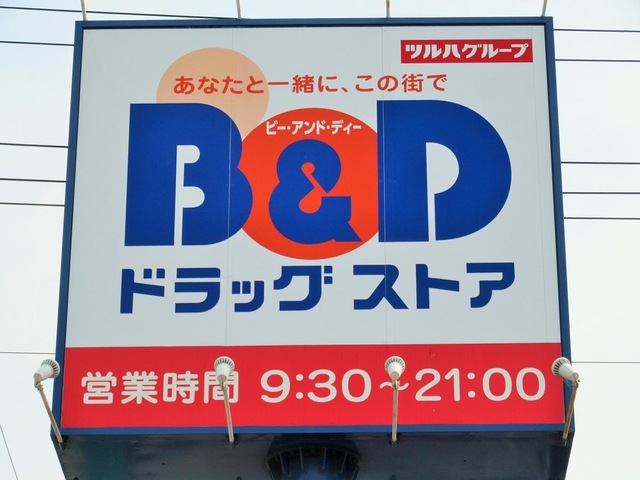 ツルハグループ
あなたと一緒に、この街で
ビー・アンド・ディー
B&D
ドラッグストア
営業時間 9:30～21:00